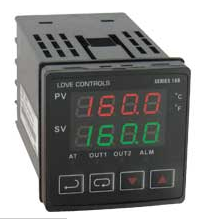 LOVE CONTROLS SERIES 16B
PV 160.0 °C
°F
SV 160.0
AT OUT1 OUT2 ALM